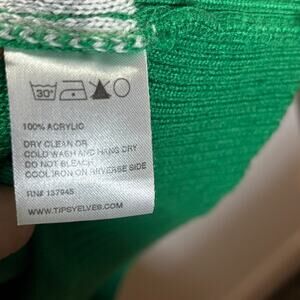 30°
100% ACRYLIC
DRY CLEAN OR
COLD WASH AND HANG DRY
DO NOT BLEACH
COOL IRON ON REVERSE SIDE
RN# 137945
WWW.TIPSYELVES.COM